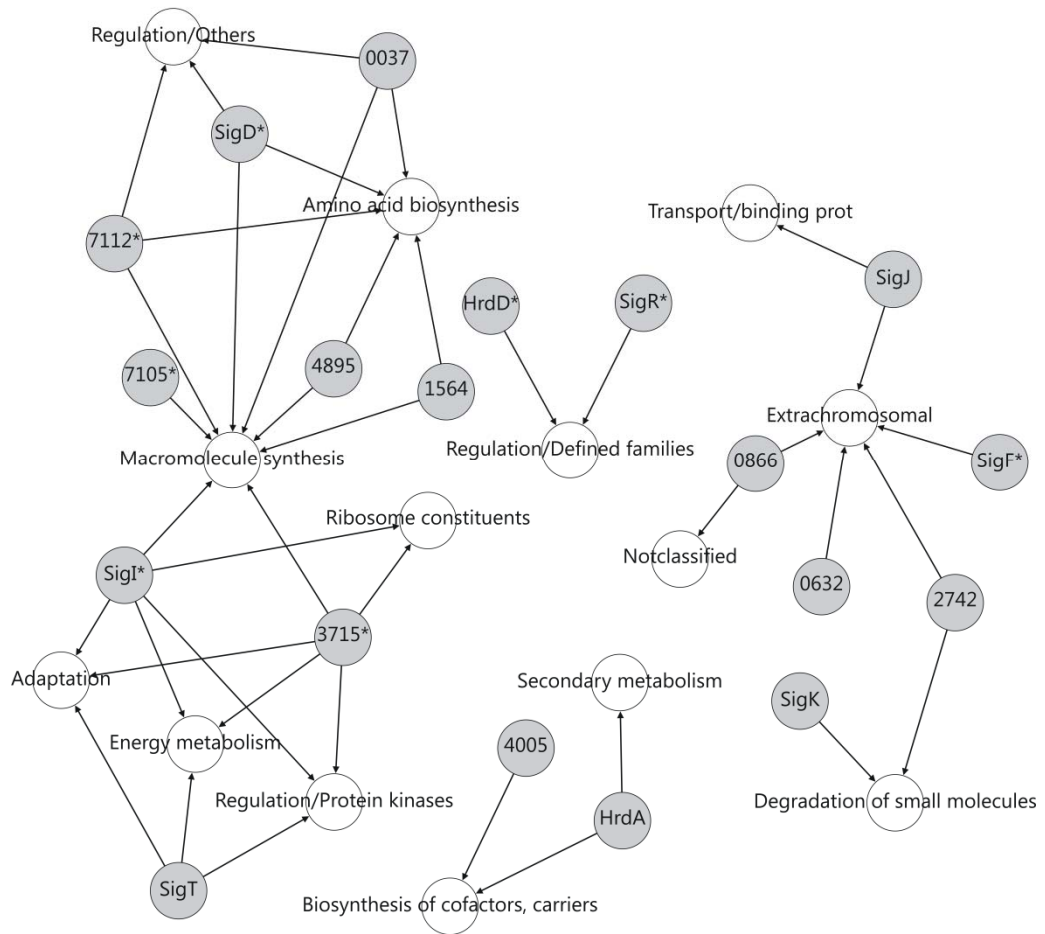 Regulation/Others
0037
SigD*
Amino acid biosynthesis
Transport/binding prot
7112*
SigJ
HrdD*
SigR*
7105*
4895
1564
Extrachromosomal
Macromolecule synthesis
Regulation/Defined families
0866
SigF*
Ribosome constituents
Notclassified
SigI*
0632
2742
3715*
Adaptation
Secondary metabolism
SigK
Energy metabolism
4005
Regulation/Protein kinases
Degradation of small molecules
HrdA
SigT
Biosynthesis of cofactors, carriers